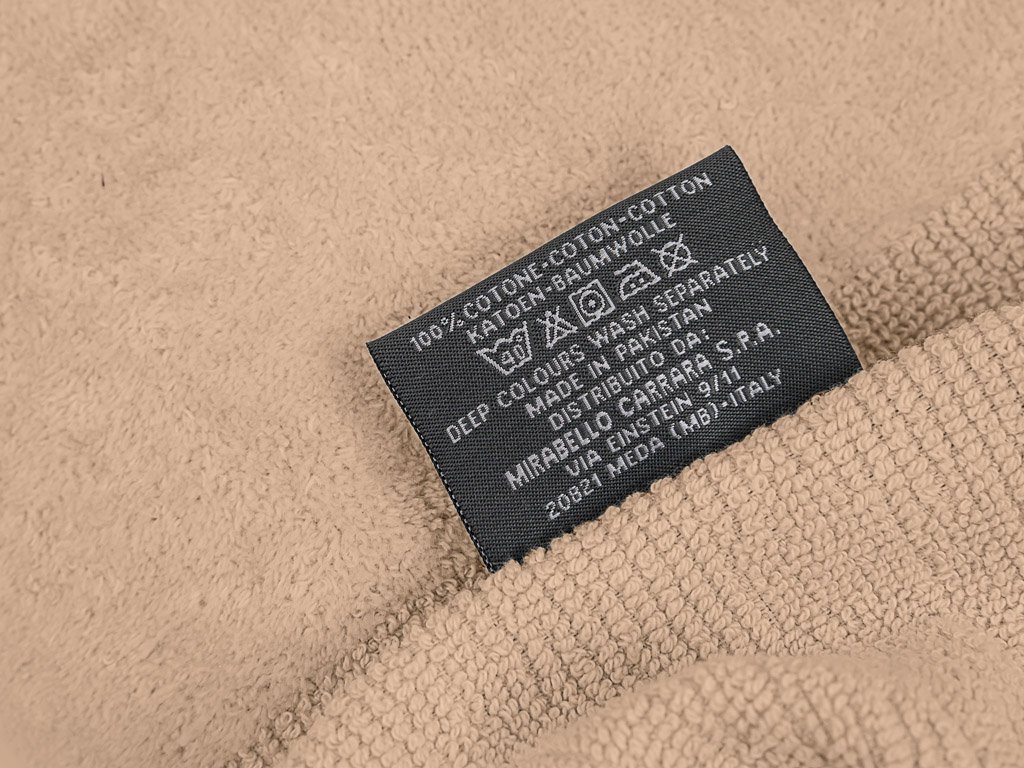 100% COTONE-COTON-COTTON
KATOEN-BAUMWOLLE
40
DEEP COLOURS WASH SEPARATELY
MADE IN PAKISTAN
DISTRIBUITO DA:
MIRABELLO CARRARA S.P.A.
VIA EINSTEIN 9/11
20821 MEDA (MB)-ITALY